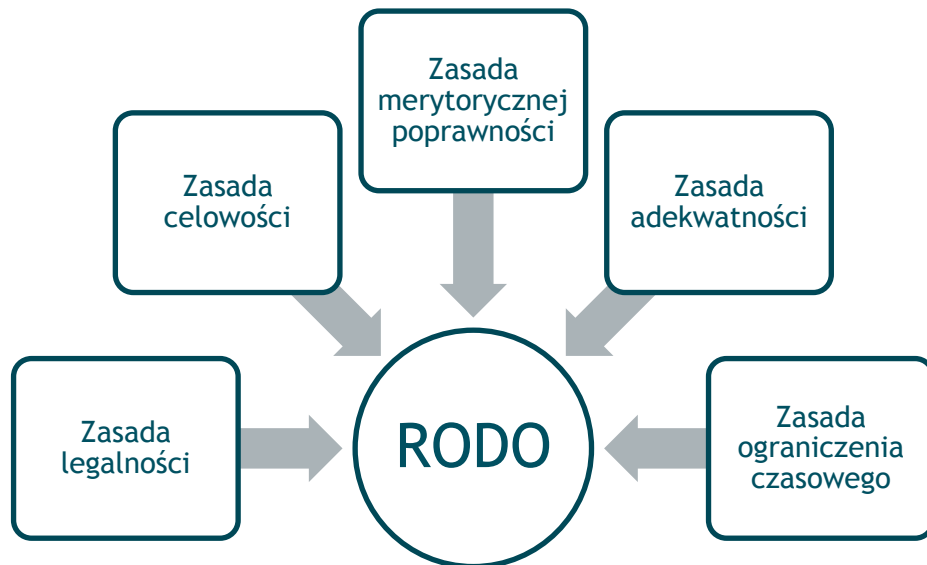 Zasada
merytorycznej
poprawności
Zasada
celowości
Zasada
adekwatności
Zasada
legalności
RODO
Zasada
ograniczenia
czasowego